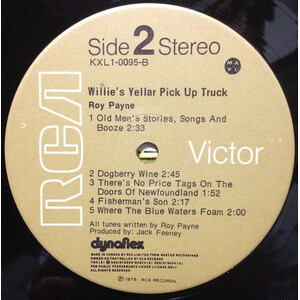 Side 2 Stereo
KXL1-0095-B
MAPL
Willie's Yellar Pick Up Truck
Roy Payne
1 Old Men's Stories, Songs And
Booze 2:33
RCA
Victor
2 Dogberry Wine 2:45
3 There's No Price Tags On The
Doors Of Newfoundland 1:52
4 Fisherman's Son 2:17
5 Where The Blue Waters Foam 2:00
All tunes written by Roy Payne
Produced by: Jack Feeney
dynaflex